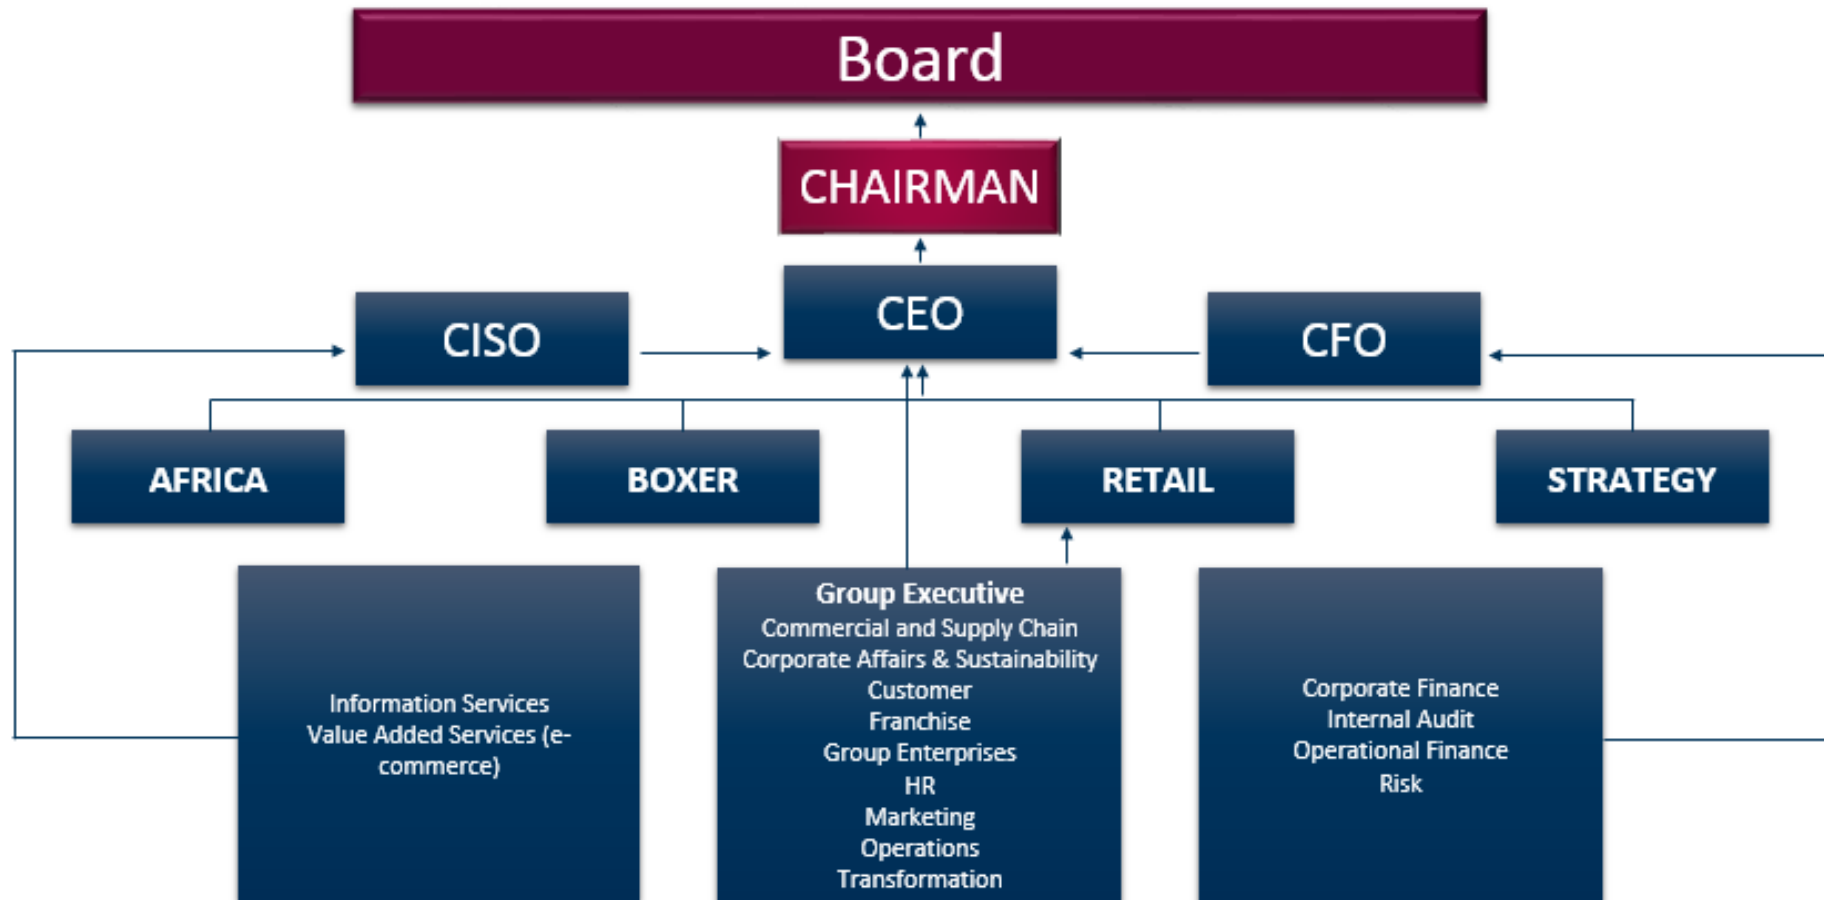 Board
CHAIRMAN
CEO
CISO
CFO
AFRICA
BOXER
RETAIL
STRATEGY
Information Services
Value Added Services (e-
commerce)
Group Executive
Commercial and Supply Chain
Corporate Affairs & Sustainability
Customer
Franchise
Group Enterprises
HR
Marketing
Operations
Transformation
Corporate Finance
Internal Audit
Operational Finance
Risk